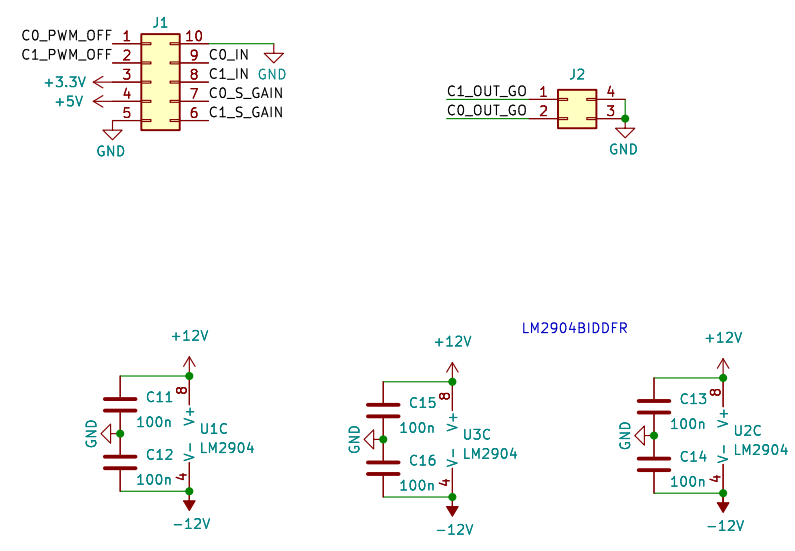 J1
C0_PWM_OFF 1 10
C1_PWM_OFF 2 9 C0_IN
+3.3V 3 8 C1_IN GND
+5V 4 7 C0_S_GAIN
5 6 C1_S_GAIN
GND
J2
C1_OUT_GO 1 4
C0_OUT_GO 2 3
GND
LM2904BIDDFR
+12V
8
C11
100n
V+
U1C
GND
LM2904
V-
C12
100n
4
-12V
+12V
8
C15
100n
V+
U3C
GND
LM2904
V-
C16
100n
4
-12V
+12V
8
C13
100n
V+
U2C
GND
LM2904
V-
C14
100n
4
-12V